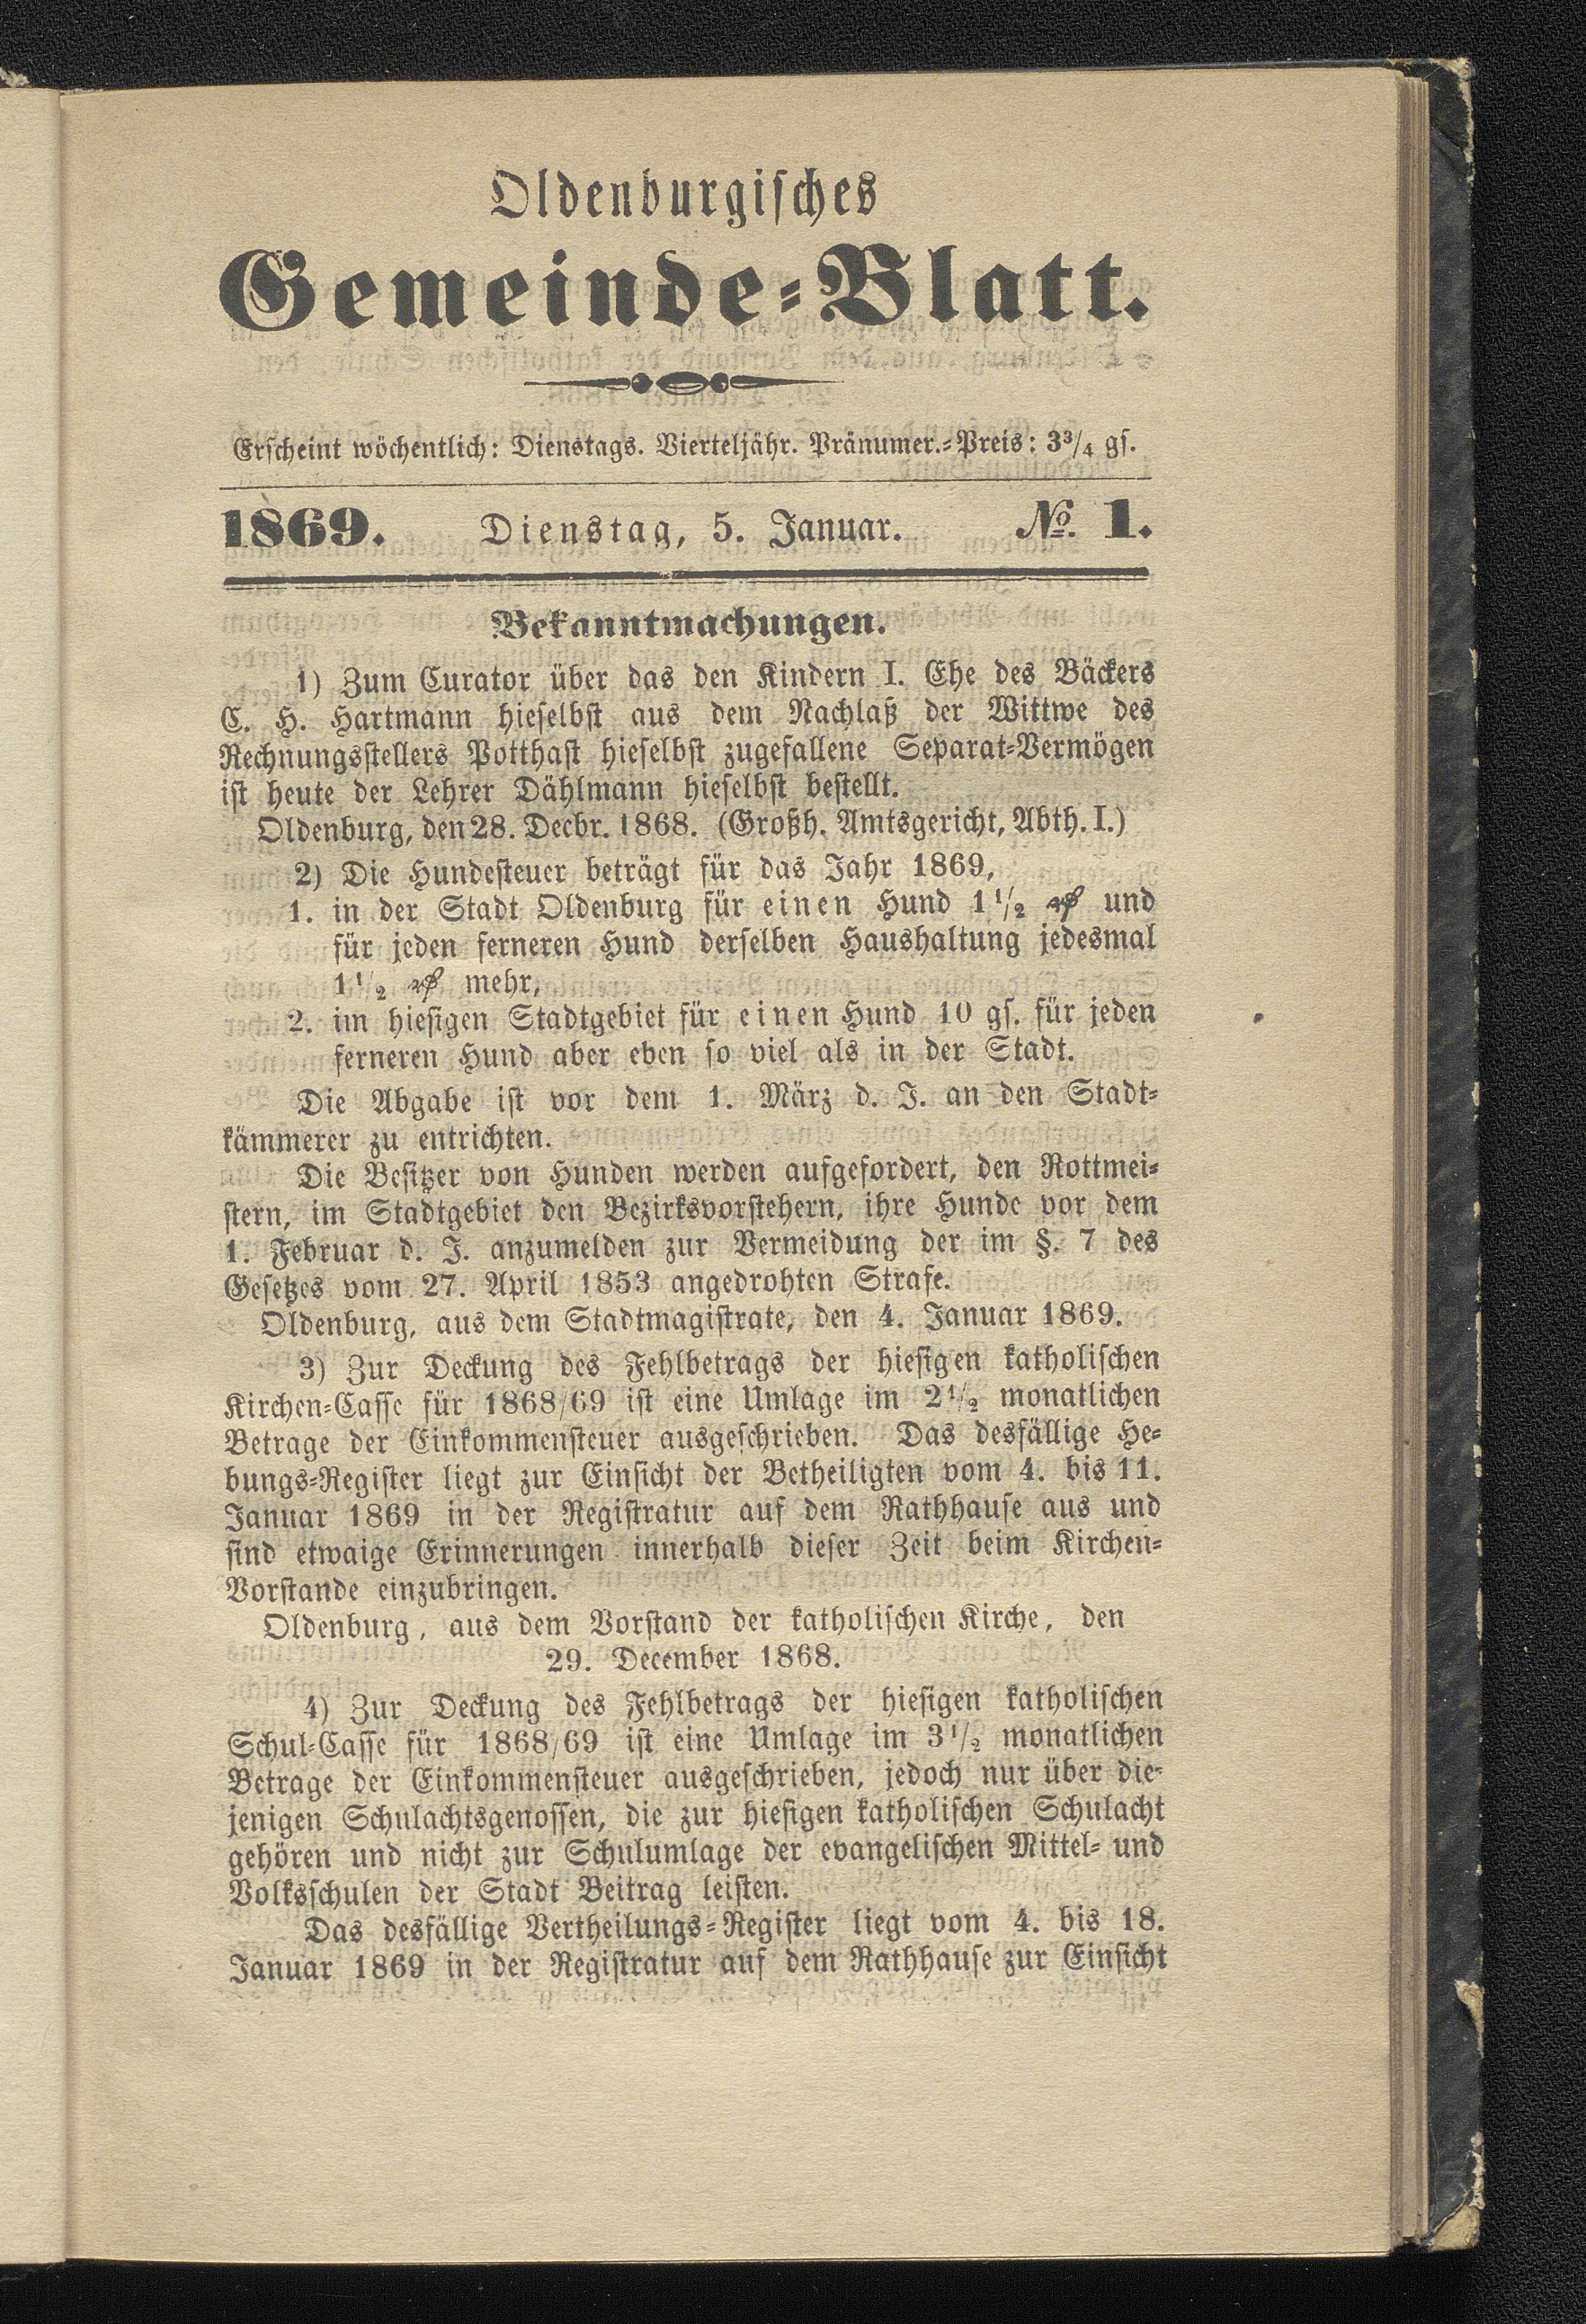 Oldenburgisches
Gemeinde-Blatt.
Erscheint wöchentlich: Dienstags. Vierteljähr. Pränumer.-Preis: 3¾ gs.
1869. Dienstag, 5. Januar. No. 1.
Bekanntmachungen.
1) Zum Curator über das den Kindern I. Ehe des Bäckers
C. H. Hartmann hieselbst aus dem Nachlaß der Wittwe des
Rechnungsstellers Potthast hieselbst zugefallene Separat-Vermögen
ist heute der Lehrer Dählmann hieselbst bestellt.
Oldenburg, den 28. Decbr. 1868. (Großh. Amtsgericht, Abth. I.)
2) Die Hundesteuer beträgt für das Jahr 1869,
1. in der Stadt Oldenburg für einen Hund 1½ ₰ und
für jeden ferneren Hund derselben Haushaltung jedesmal
1½ ₰ mehr,
2. im hiesigen Stadtgebiet für einen Hund 10 gs. für jeden
ferneren Hund aber eben so viel als in der Stadt.
Die Abgabe ist vor dem 1. März d. J. an den Stadt-
kämmerer zu entrichten.
Die Besitzer von Hunden werden aufgefordert, den Rottmei-
stern, im Stadtgebiet den Bezirksvorstehern, ihre Hunde vor dem
1. Februar d. J. anzumelden zur Vermeidung der im §. 7 des
Gesetzes vom 27. April 1853 angedrohten Strafe.
Oldenburg, aus dem Stadtmagistrate, den 4. Januar 1869.
3) Zur Deckung des Fehlbetrags der hiesigen katholischen
Kirchen-Casse für 1868/69 ist eine Umlage im 2½ monatlichen
Betrage der Einkommensteuer ausgeschrieben. Das desfällige He-
bungs-Register liegt zur Einsicht der Betheiligten vom 4. bis 11.
Januar 1869 in der Registratur auf dem Rathhause aus und
sind etwaige Erinnerungen innerhalb dieser Zeit beim Kirchen-
Vorstande einzubringen.
Oldenburg, aus dem Vorstand der katholischen Kirche, den
29. December 1868.
4) Zur Deckung des Fehlbetrags der hiesigen katholischen
Schul-Casse für 1868/69 ist eine Umlage im 3½ monatlichen
Betrage der Einkommensteuer ausgeschrieben, jedoch nur über die-
jenigen Schulachtsgenossen, die zur hiesigen katholischen Schulacht
gehören und nicht zur Schulumlage der evangelischen Mittel- und
Volksschulen der Stadt Beitrag leisten.
Das desfällige Vertheilungs-Register liegt vom 4. bis 18.
Januar 1869 in der Registratur auf dem Rathhause zur Einsicht